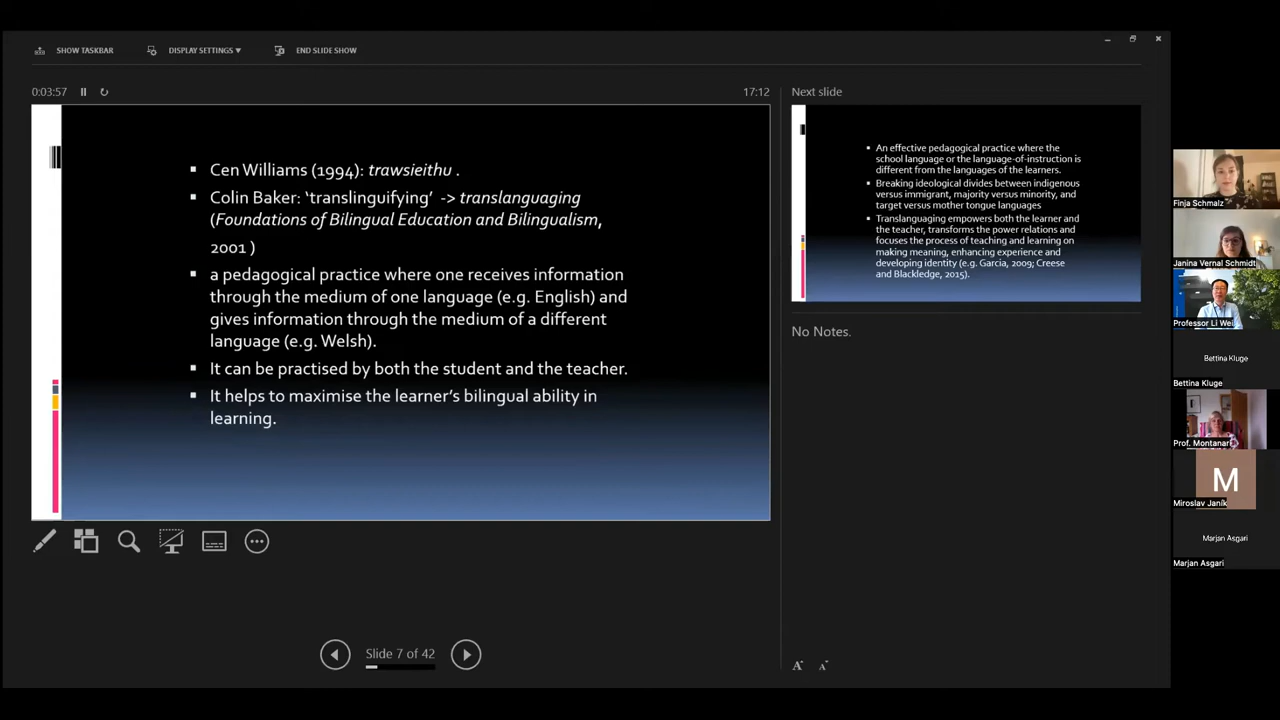 SHOW TASKBAR
DISPLAY SETTINGS ▼
END SLIDE SHOW
0:03:57
17:12
Cen Williams (1994): trawsieithu .
Colin Baker: ‘translinguifying’ -> translanguaging
(Foundations of Bilingual Education and Bilingualism,
2001 )
a pedagogical practice where one receives information
through the medium of one language (e.g. English) and
gives information through the medium of a different
language (e.g. Welsh).
It can be practised by both the student and the teacher.
It helps to maximise the learner’s bilingual ability in
learning.
Slide 7 of 42
Next slide
An effective pedagogical practice where the
school language or the language-of-instruction is
different from the languages of the learners.
Breaking ideological divides between indigenous
versus immigrant, majority versus minority, and
target versus mother tongue languages
Translanguaging empowers both the learner and
the teacher, transforms the power relations and
focuses the process of teaching and learning on
making meaning, enhancing experience and
developing identity (e.g. Garcia, 2009; Creese
and Blackledge, 2015).
No Notes.
A
A
Finja Schmalz
Janina Vernal Schmidt
Professor Li Wei
Bettina Kluge
Bettina Kluge
Prof. Montanari
M
Miroslav Janík
Marjan Asgari
Marjan Asgari